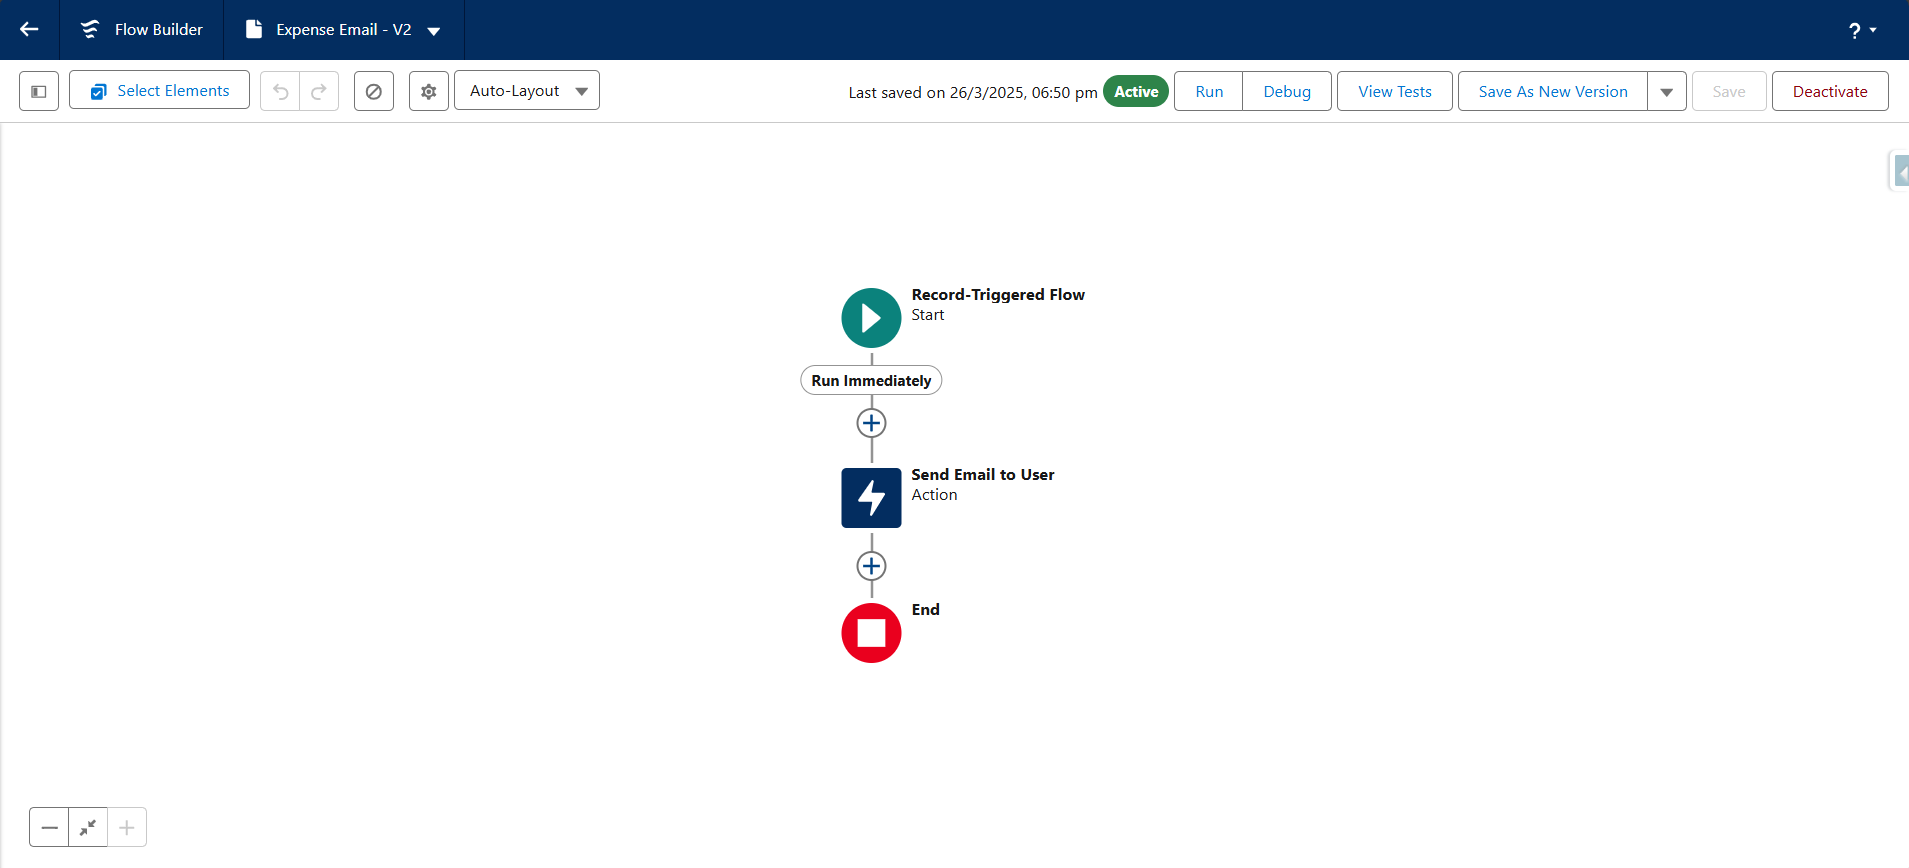 Flow Builder
Expense Email - V2
?
Select Elements
Auto-Layout
Last saved on 26/3/2025, 06:50 pm
Active
Run
Debug
View Tests
Save As New Version
Save
Deactivate
Record-Triggered Flow
Start
Run Immediately
Send Email to User
Action
End